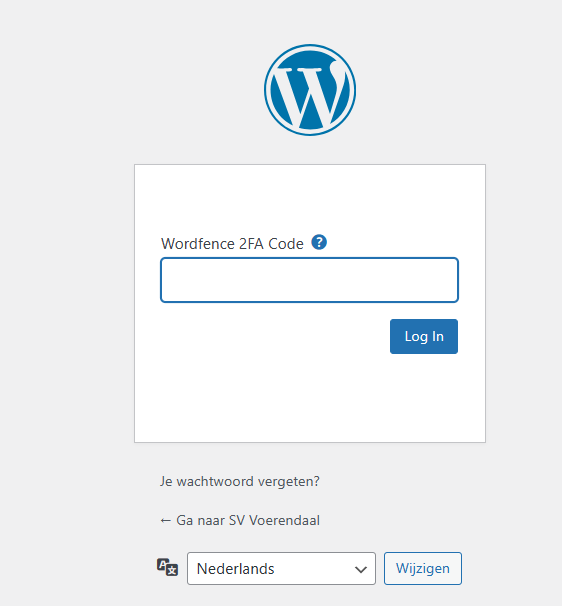 Wordfence 2FA Code ?
Log In
Je wachtwoord vergeten?
← Ga naar SV Voerendaal
Nederlands
Wijzigen